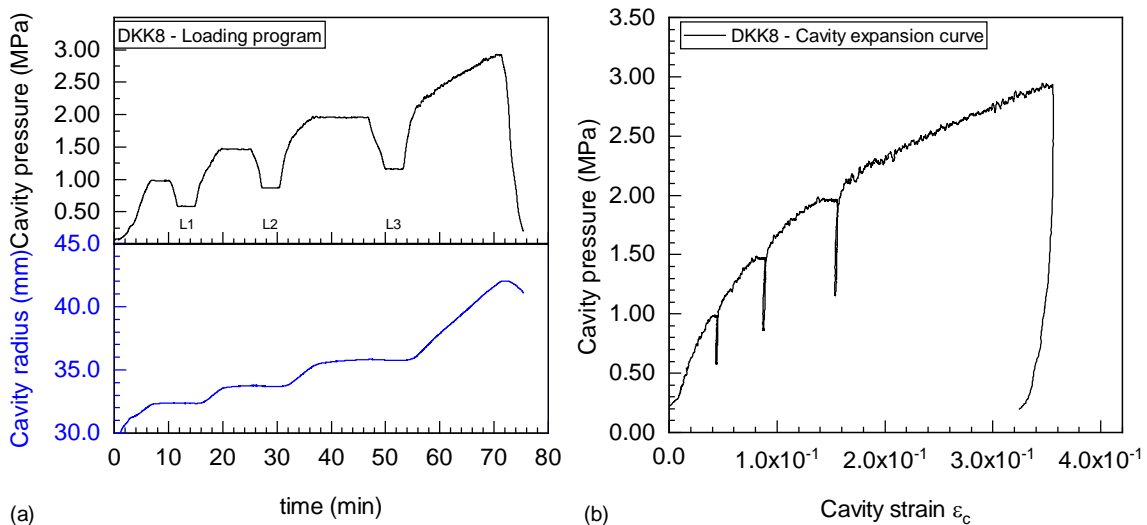 DKK8 - Loading program
Cavity pressure (MPa)
3.00
2.50
2.00
1.50
1.00
0.50
L1
L2
L3
Cavity radius (mm)
45.0
40.0
35.0
30.0
0 10 20 30 40 50 60 70 80
time (min)
(a)
DKK8 - Cavity expansion curve
Cavity pressure (MPa)
3.50
3.00
2.50
2.00
1.50
1.00
0.50
0.00
0.0 1.0x10⁻¹ 2.0x10⁻¹ 3.0x10⁻¹ 4.0x10⁻¹
Cavity strain ε_c
(b)